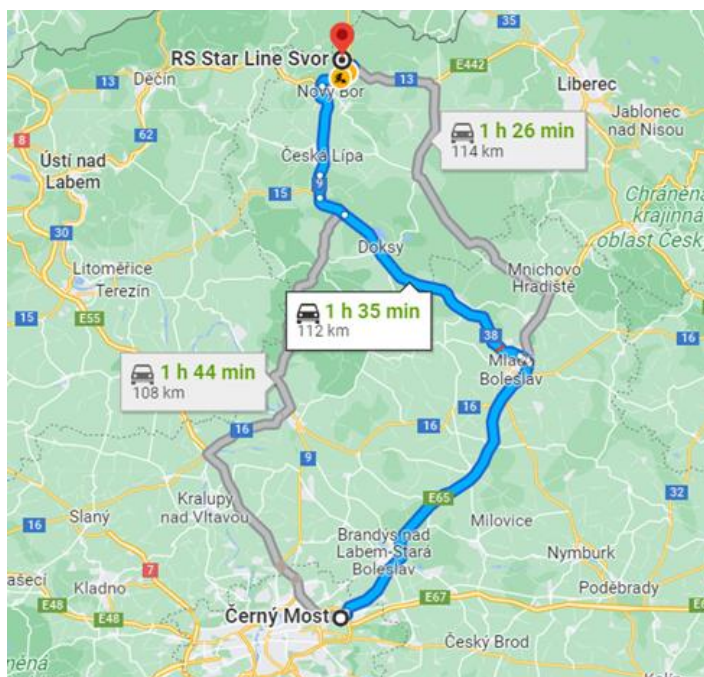 35
RS Star Line Svor
E442
13
13
Děčín
Nový Bor
Liberec
62
1 h 26 min
114 km
Jablonec
nad Nisou
8
Ústí nad
Labem
Česká Lípa
15
9
Chráněná
krajinná
oblast Česk
30
Doksy
Litoměřice
Terezín
Mnichovo
Hradiště
15
E55
1 h 35 min
112 km
38
16
1 h 44 min
108 km
Mladá
Boleslav
16
16
9
Kralupy
nad Vltavou
E65
32
16
Slaný
Milovice
Brandýs nad
Labem-Stará
Boleslav
Nymburk
7
ašecí
Kladno
Poděbrady
E48
E48
Černý Most
E67
Český Brod
něná